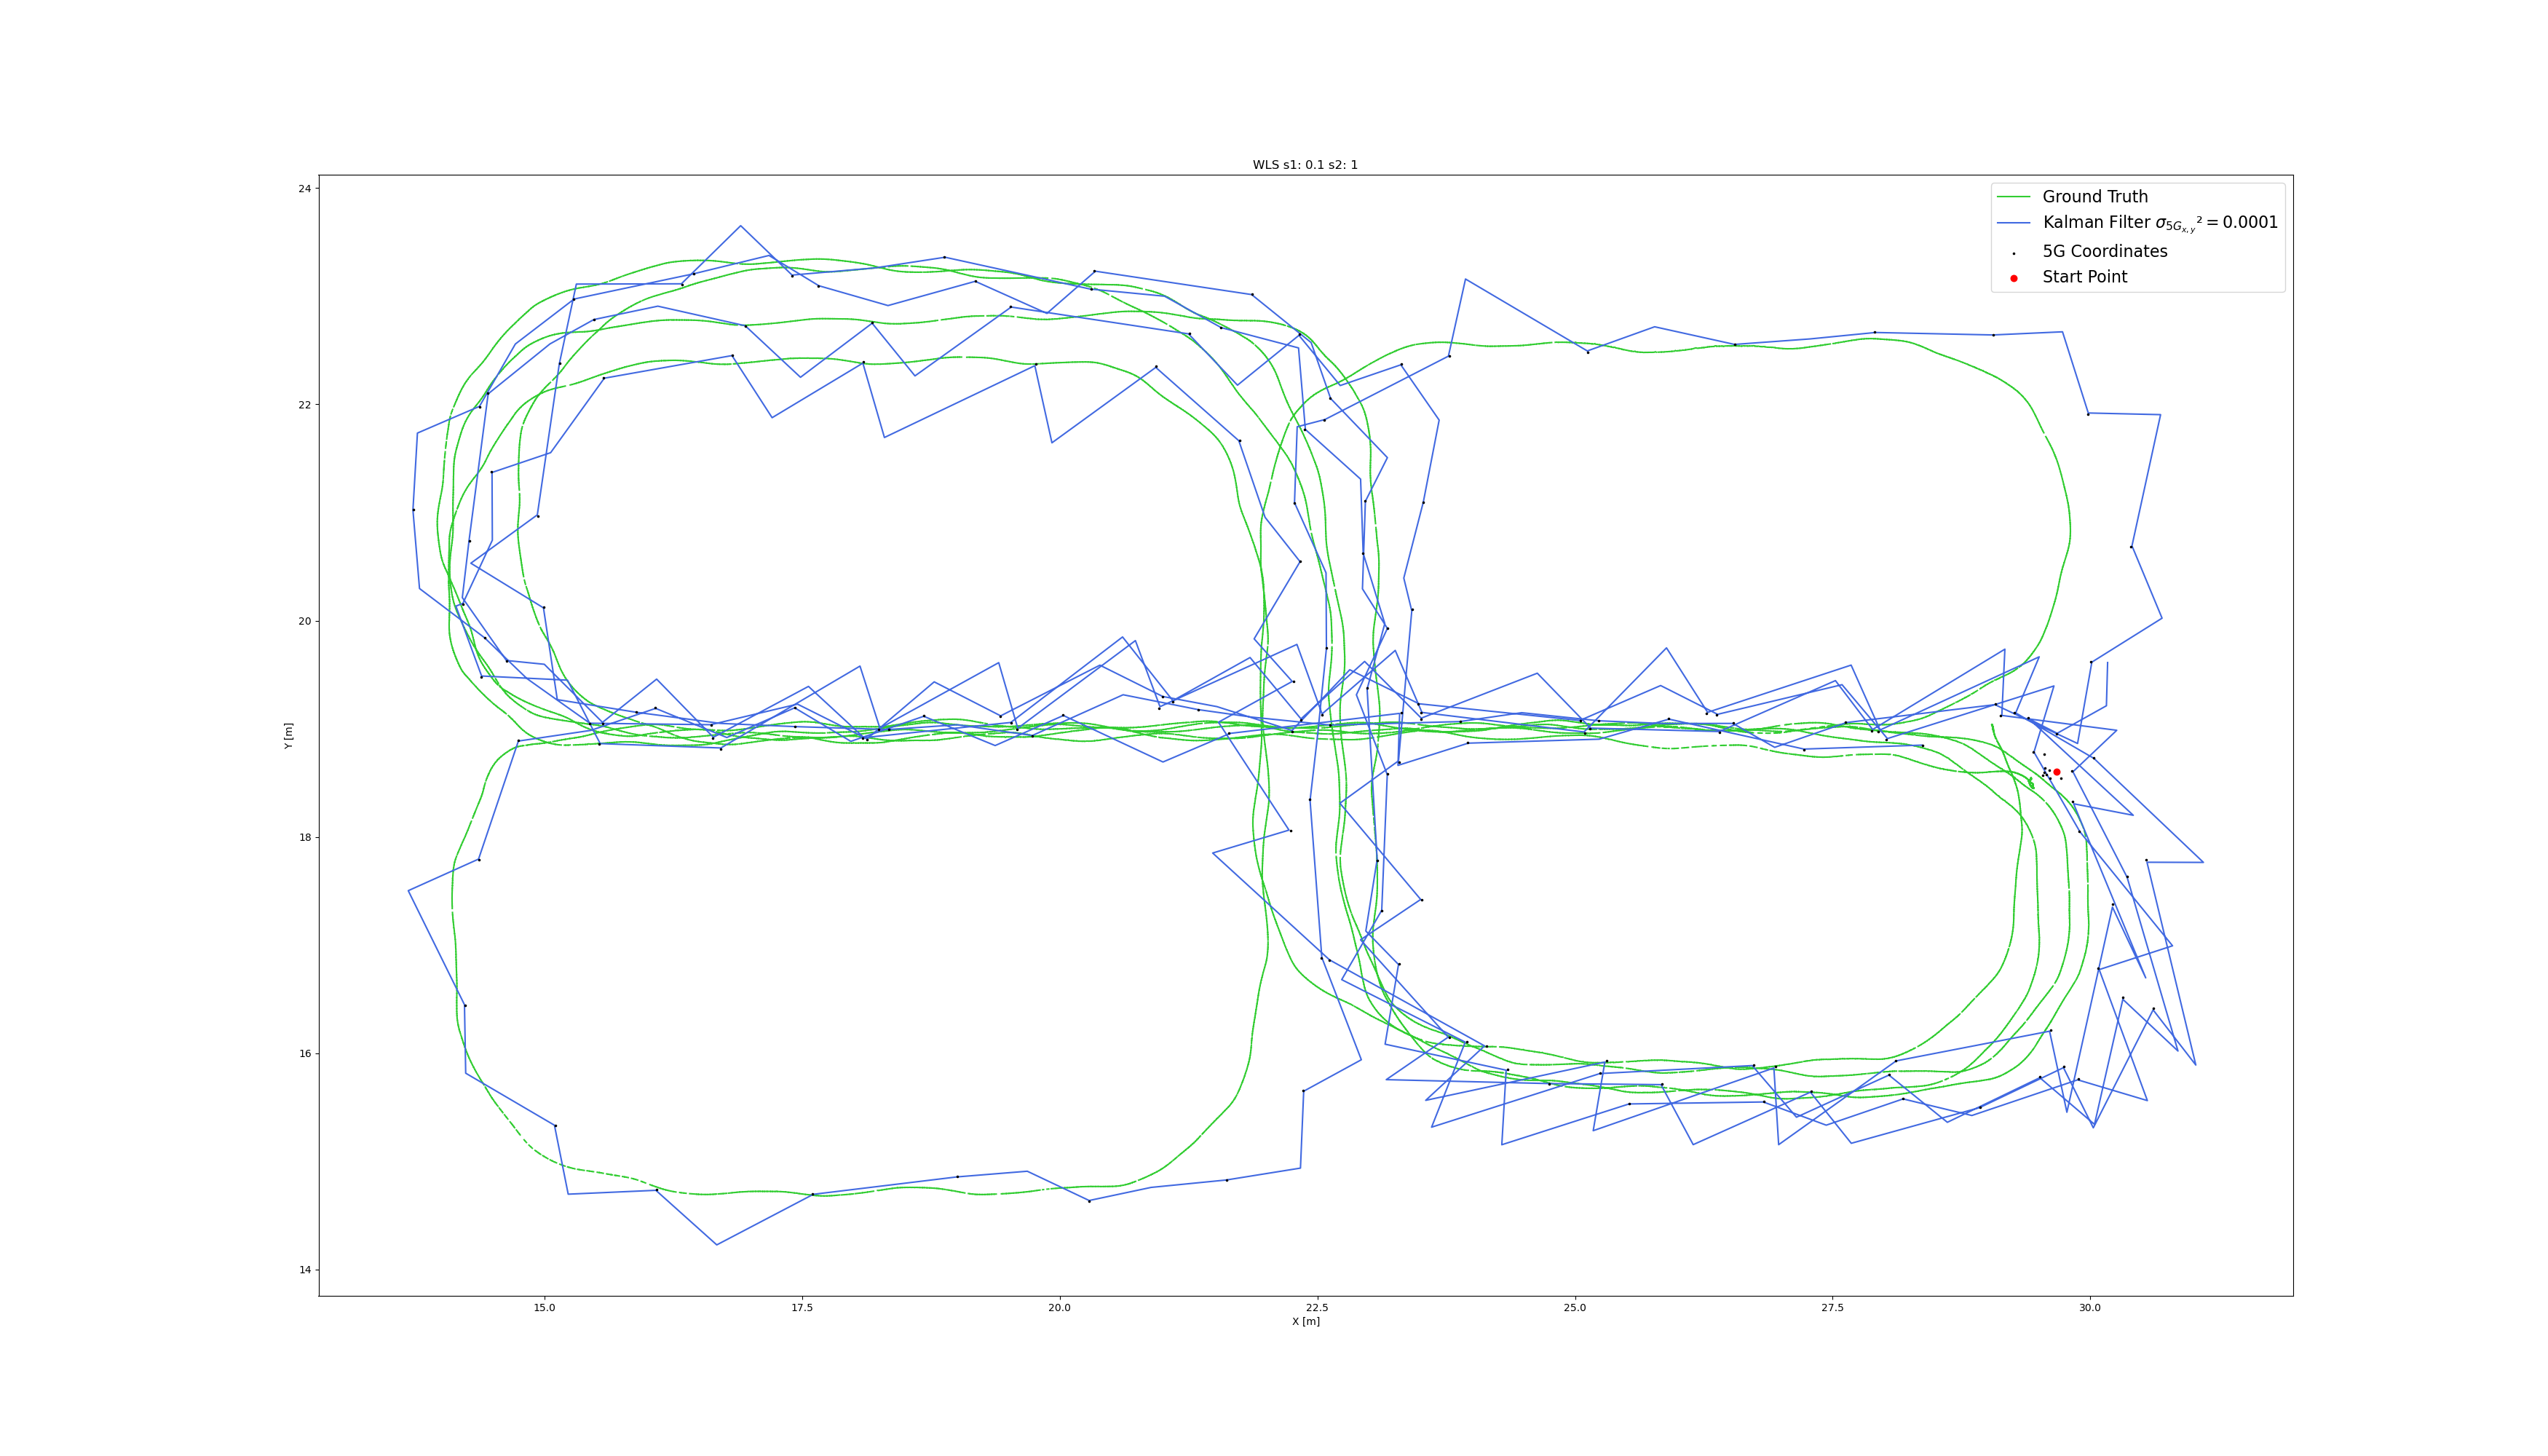 WLS s1: 0.1 s2: 1
24
22
20
18
16
14
Y [m]
15.0 17.5 20.0 22.5 25.0 27.5 30.0
X [m]
Ground Truth
Kalman Filter σ5Gx,y² = 0.0001
5G Coordinates
Start Point